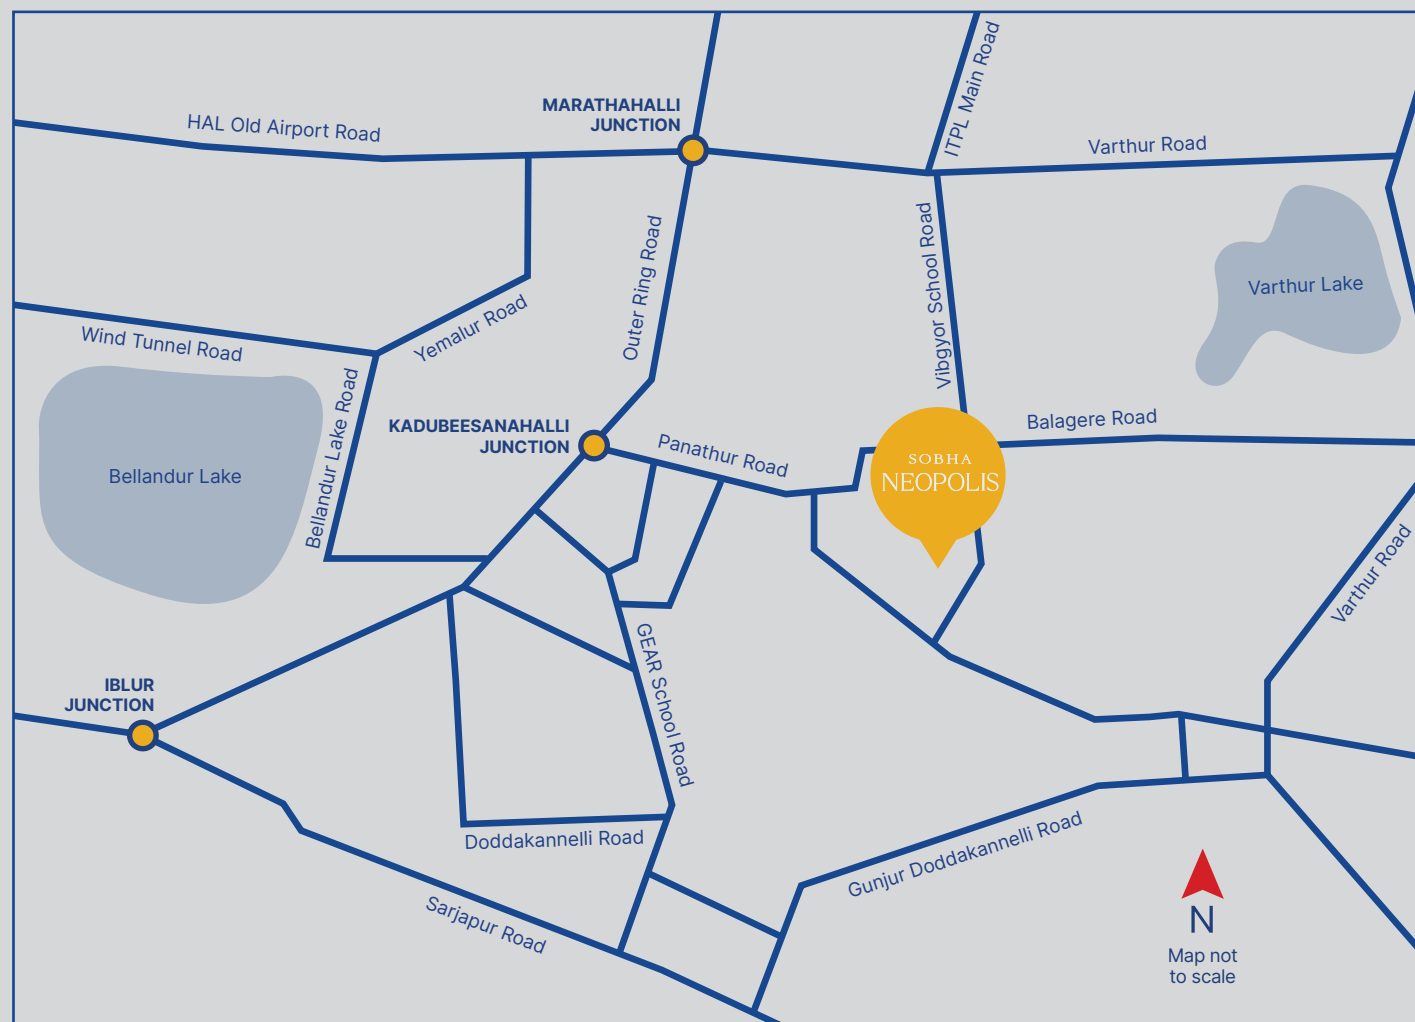 ITPL Main Road
MARATHAHALLI
JUNCTION
HAL Old Airport Road
Varthur Road
Outer Ring Road
Vibgyor School Road
Varthur Lake
Yemalur Road
Wind Tunnel Road
Bellandur Lake Road
KADUBEESANAHALLI
JUNCTION
Panathur Road
Balagere Road
SOBHA
NEOPOLIS
Bellandur Lake
Varthur Road
GEAR School Road
IBLUR
JUNCTION
Doddakannelli Road
Gunjur Doddakannelli Road
Sarjapur Road
N
Map not
to scale